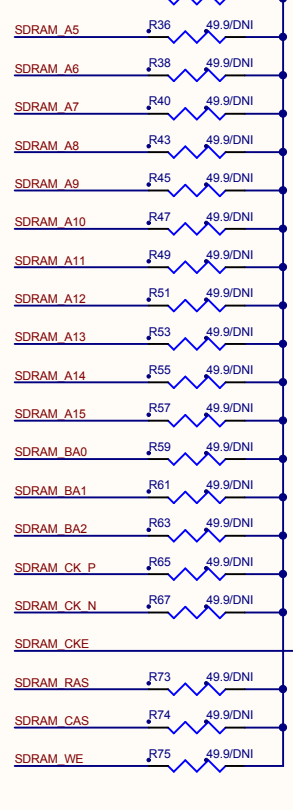 SDRAM_A5 R36 49.9/DNI
SDRAM_A6 R38 49.9/DNI
SDRAM_A7 R40 49.9/DNI
SDRAM_A8 R43 49.9/DNI
SDRAM_A9 R45 49.9/DNI
SDRAM_A10 R47 49.9/DNI
SDRAM_A11 R49 49.9/DNI
SDRAM_A12 R51 49.9/DNI
SDRAM_A13 R53 49.9/DNI
SDRAM_A14 R55 49.9/DNI
SDRAM_A15 R57 49.9/DNI
SDRAM_BA0 R59 49.9/DNI
SDRAM_BA1 R61 49.9/DNI
SDRAM_BA2 R63 49.9/DNI
SDRAM_CK_P R65 49.9/DNI
SDRAM_CK_N R67 49.9/DNI
SDRAM_CKE
SDRAM_RAS R73 49.9/DNI
SDRAM_CAS R74 49.9/DNI
SDRAM_WE R75 49.9/DNI